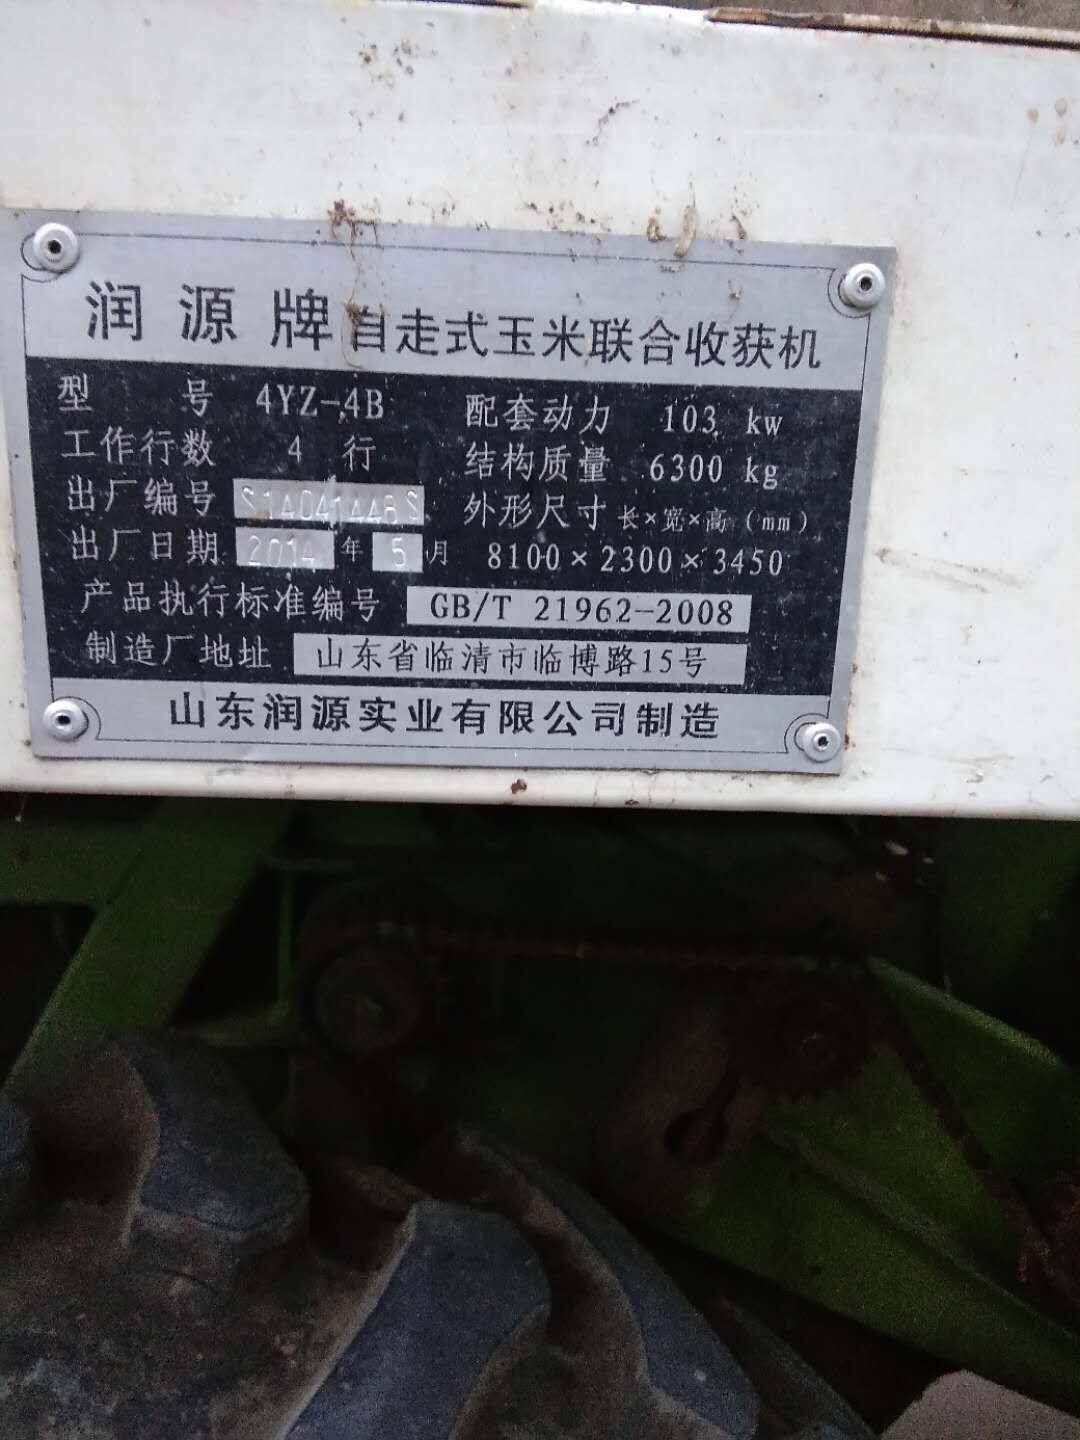 润源牌自走式玉米联合收获机
型号 4YZ-4B 配套动力 103 kw
工作行数 4 行 结构质量 6300 kg
出厂编号 S14041446S 外形尺寸 长×宽×高（mm）
出厂日期 2014 年 5 月 8100×2300×3450
产品执行标准编号 GB/T 21962-2008
制造厂地址 山东省临清市临博路15号
山东润源实业有限公司制造